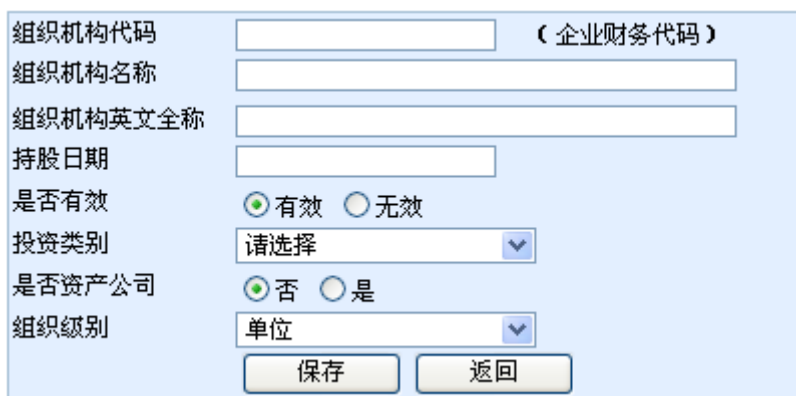 组织机构代码 （企业财务代码）
组织机构名称
组织机构英文全称
持股日期
是否有效 有效 无效
投资类别 请选择
是否资产公司 否 是
组织级别 单位
保存 返回